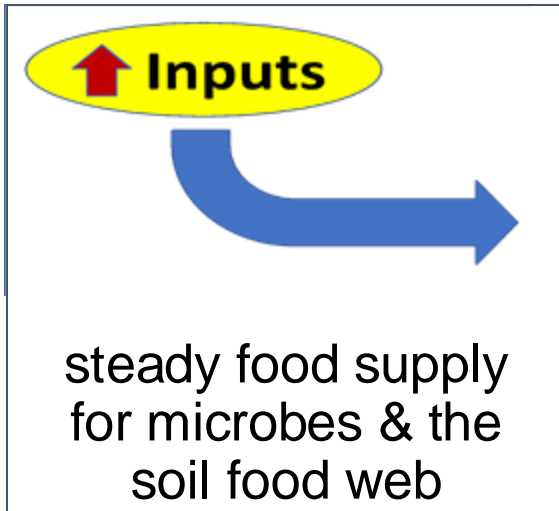 Inputs
steady food supply
for microbes & the
soil food web